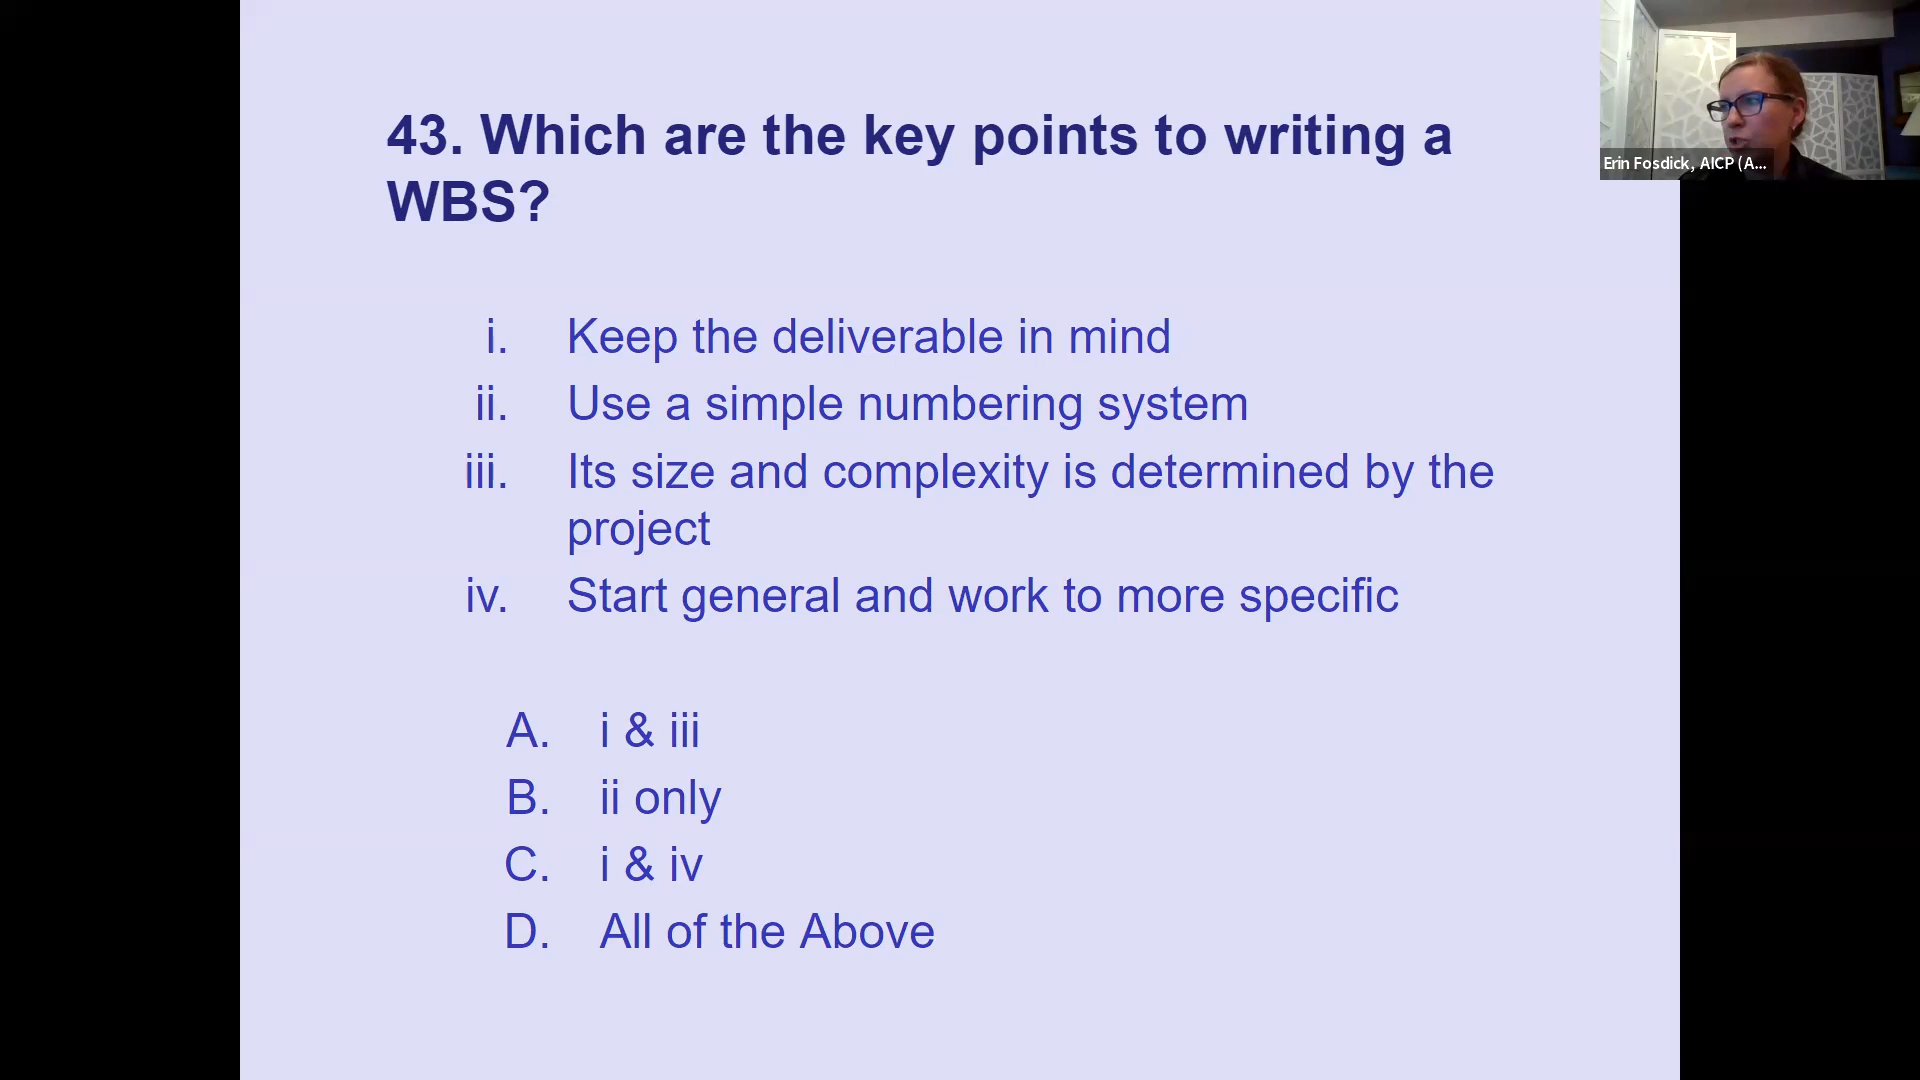 43. Which are the key points to writing a
WBS?
i. Keep the deliverable in mind
ii. Use a simple numbering system
iii. Its size and complexity is determined by the
project
iv. Start general and work to more specific
A. i & iii
B. ii only
C. i & iv
D. All of the Above
Erin Fosdick, AICP (A...